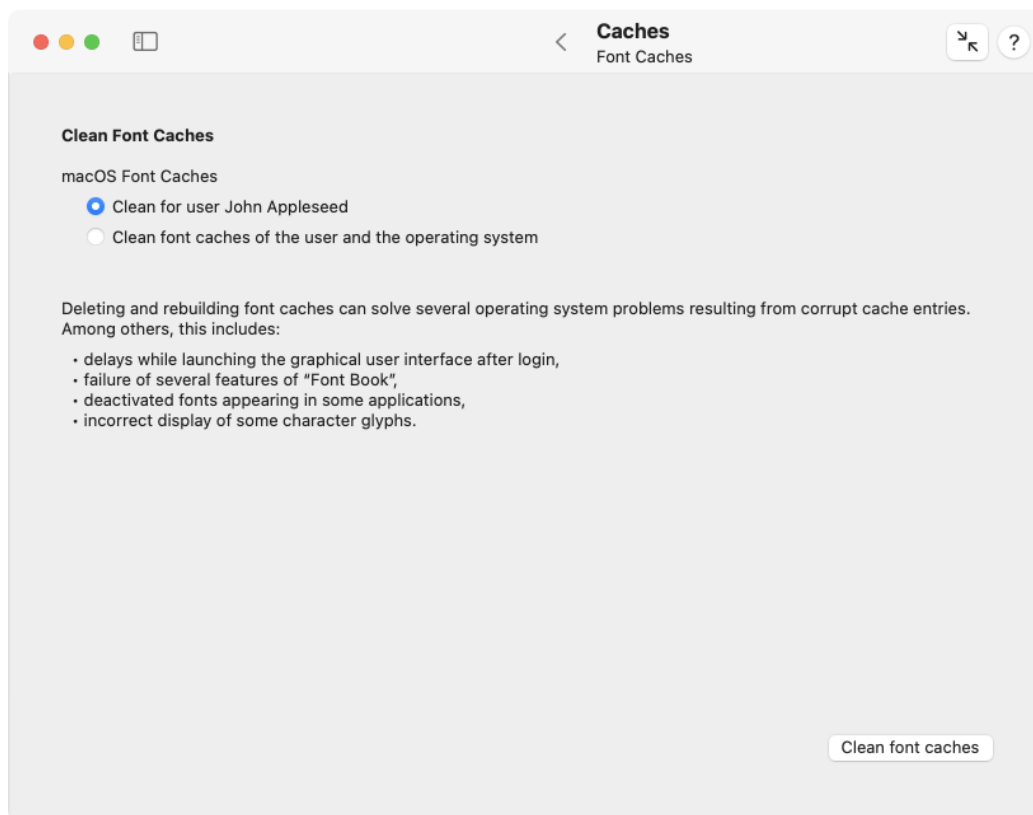 Caches
Font Caches
?
Clean Font Caches
macOS Font Caches
Clean for user John Appleseed
Clean font caches of the user and the operating system
Deleting and rebuilding font caches can solve several operating system problems resulting from corrupt cache entries.
Among others, this includes:
• delays while launching the graphical user interface after login,
• failure of several features of “Font Book”,
• deactivated fonts appearing in some applications,
• incorrect display of some character glyphs.
Clean font caches